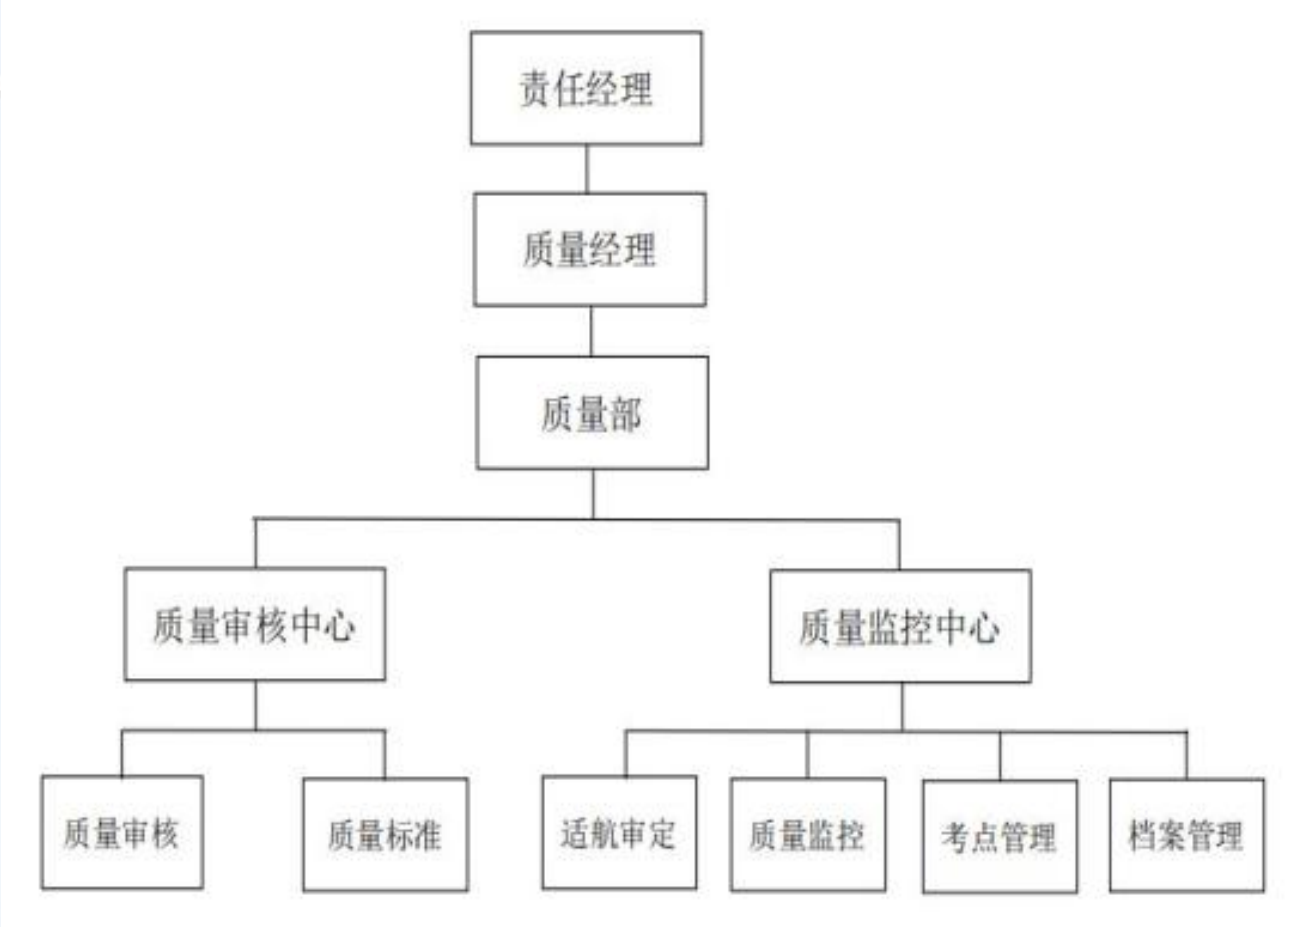 责任经理
质量经理
质量部
质量审核中心
质量监控中心
质量审核
质量标准
适航审定
质量监控
考点管理
档案管理